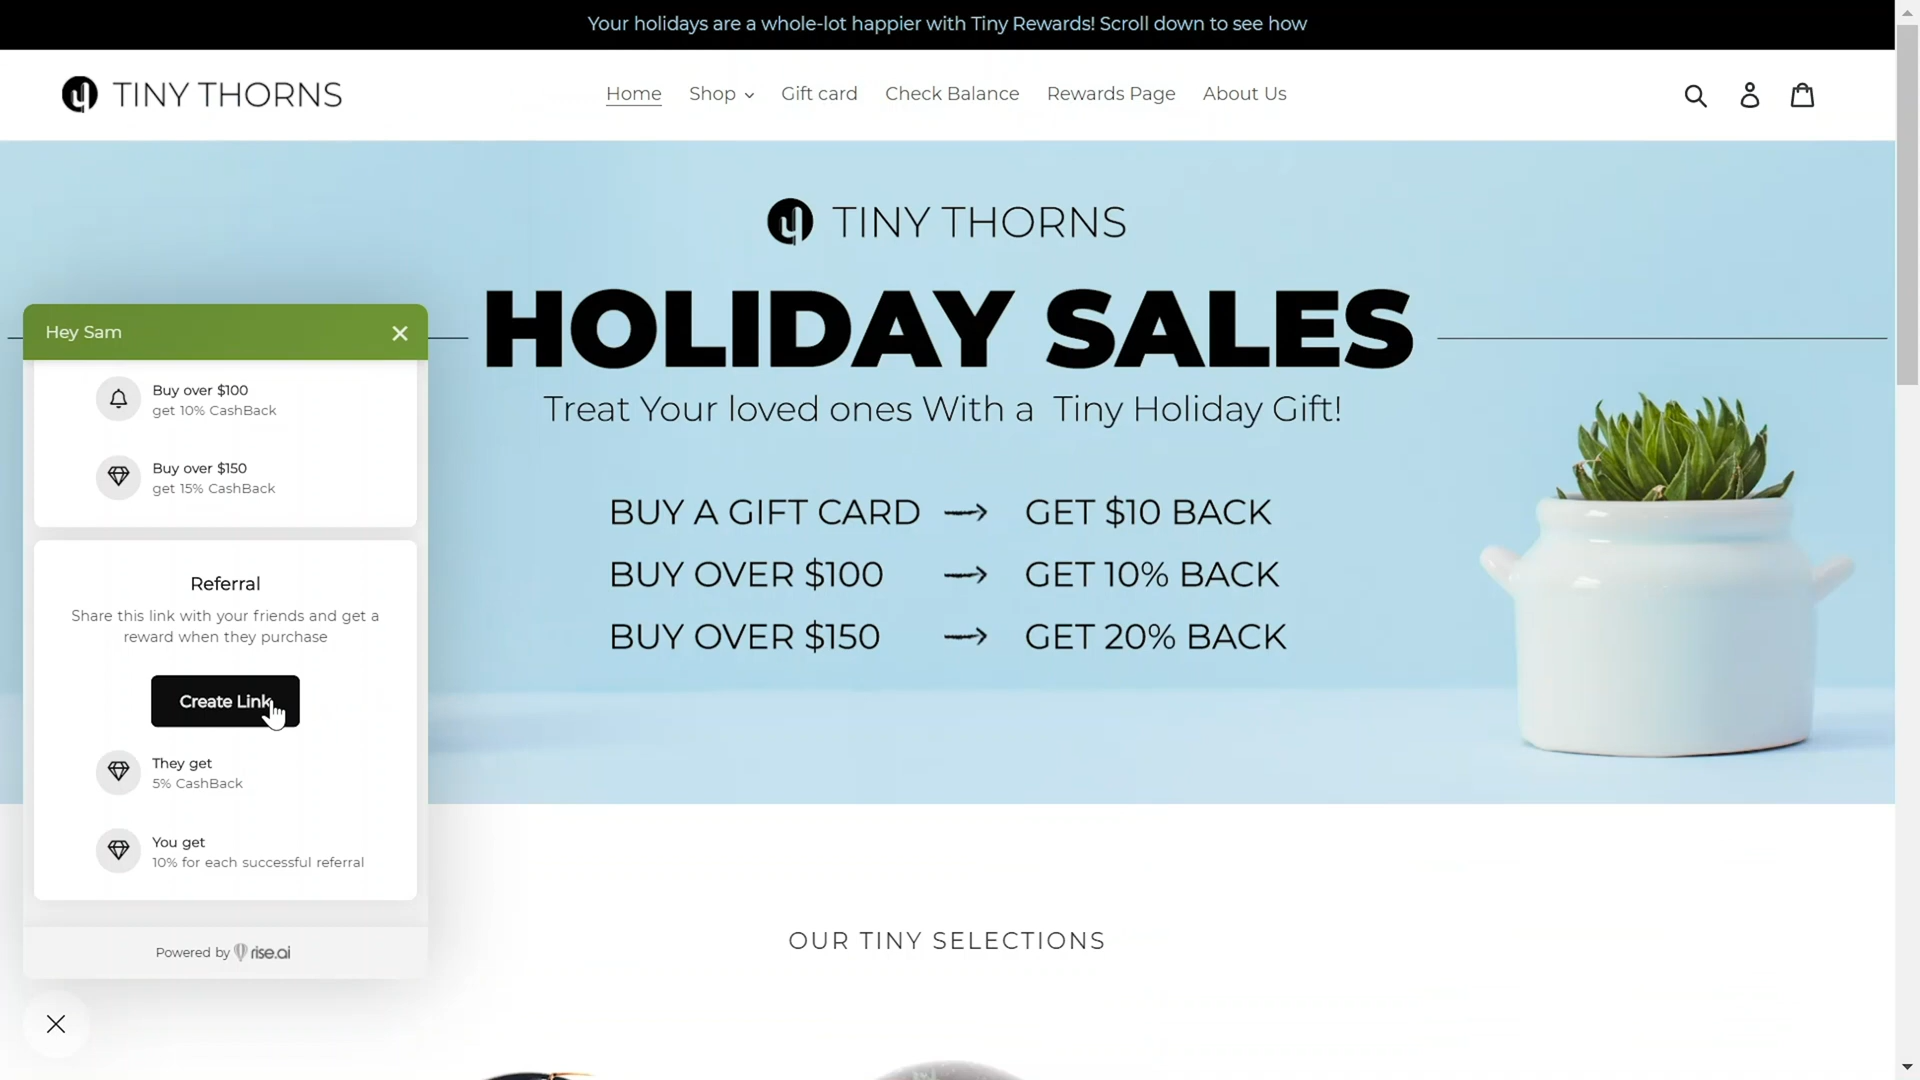 Your holidays are a whole-lot happier with Tiny Rewards! Scroll down to see how
TINY THORNS
Home
Shop
Gift card
Check Balance
Rewards Page
About Us
TINY THORNS
HOLIDAY SALES
Treat Your loved ones With a Tiny Holiday Gift!
BUY A GIFT CARD GET $10 BACK
BUY OVER $100 GET 10% BACK
BUY OVER $150 GET 20% BACK
Hey Sam
Buy over $100
get 10% CashBack
Buy over $150
get 15% CashBack
Referral
Share this link with your friends and get a
reward when they purchase
Create Link
They get
5% CashBack
You get
10% for each successful referral
Powered by rise.ai
OUR TINY SELECTIONS